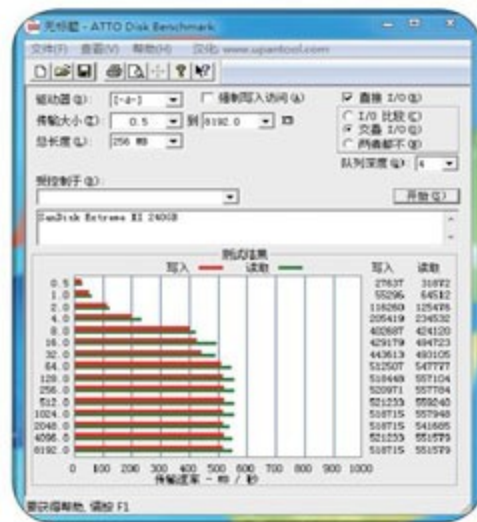 无标题 - ATTO Disk Benchmark
文件(F) 查看(V) 帮助(H) 汉化: www.upantool.com
驱动器(D): [-d-] 强制写入访问(A) 直接 I/O(D)
传输大小(T): 0.5 到 8192.0 KB I/O 比较(C)
总长度(L): 256 MB 交叠 I/O(O)
两者都不(N)
队列深度(Q): 4
受控制于(B):
开始(S)
SanDisk Extreme II 240GB
测试结果
写入 读取 写入 读取
0.5 27637 31872
1.0 55296 64512
2.0 116260 125476
4.0 205419 234532
8.0 402687 424120
16.0 429179 494723
32.0 443613 493105
64.0 512507 547777
128.0 518448 557104
256.0 520971 557784
512.0 521233 559240
1024.0 518715 557948
2048.0 518715 541685
4096.0 521233 551579
8192.0 518715 551579
0 100 200 300 400 500 600 700 800 900 1000
传输速率 - MB / 秒
要获得帮助, 请按 F1